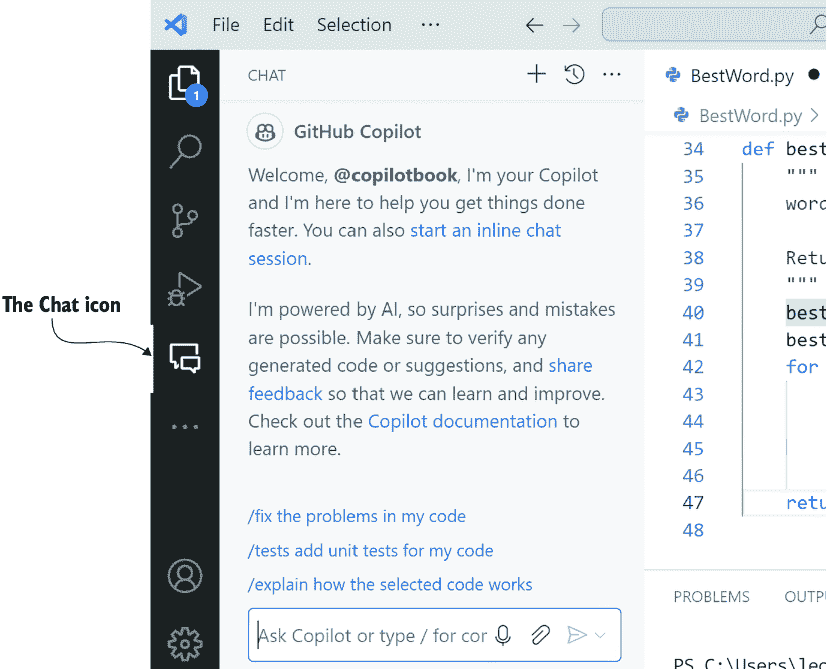 File Edit Selection ...
The Chat icon
1
CHAT
GitHub Copilot
Welcome, @copilotbook, I'm your Copilot
and I'm here to help you get things done
faster. You can also start an inline chat
session.
I'm powered by AI, so surprises and mistakes
are possible. Make sure to verify any
generated code or suggestions, and share
feedback so that we can learn and improve.
Check out the Copilot documentation to
learn more.
/fix the problems in my code
/tests add unit tests for my code
/explain how the selected code works
Ask Copilot or type / for cor
BestWord.py
BestWord.py >
34 def best
35 """
36 word
37
38 Retu
39 """
40 best
41 best
42 for
43
44
45
46
47 retu
48
PROBLEMS OUTPU
PS C:\Users\leo